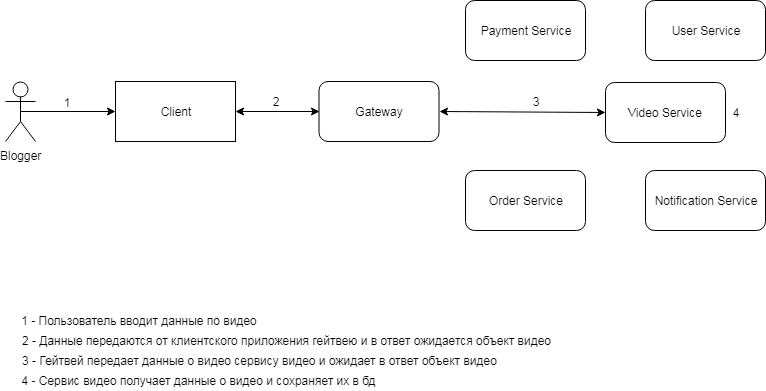 Payment Service
User Service
1
Client
2
Gateway
3
Video Service
4
Blogger
Order Service
Notification Service
1 - Пользователь вводит данные по видео
2 - Данные передаются от клиентского приложения гейтвею и в ответ ожидается объект видео
3 - Гейтвей передает данные о видео сервису видео и ожидает в ответ объект видео
4 - Сервис видео получает данные о видео и сохраняет их в бд